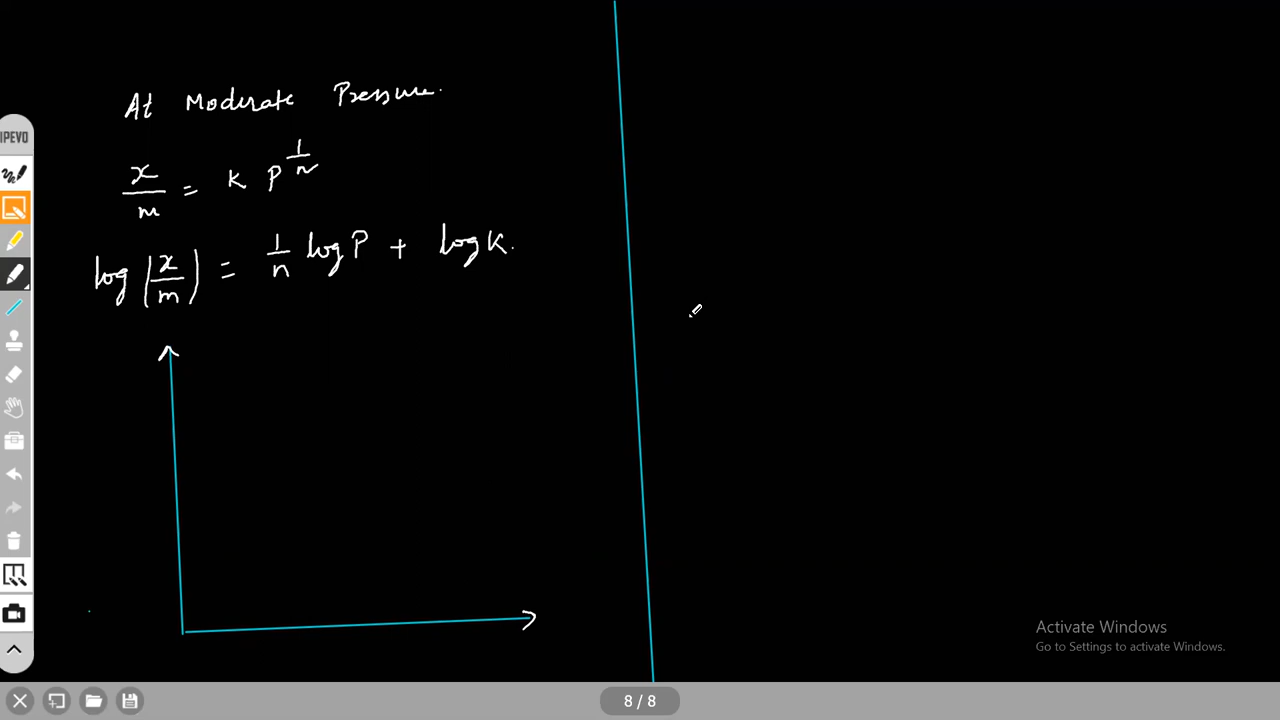 At Moderate Pressure.
x/m = k P^1/n
log (x/m) = 1/n log P + log K.
IPEVO
Activate Windows
Go to Settings to activate Windows.
8 / 8